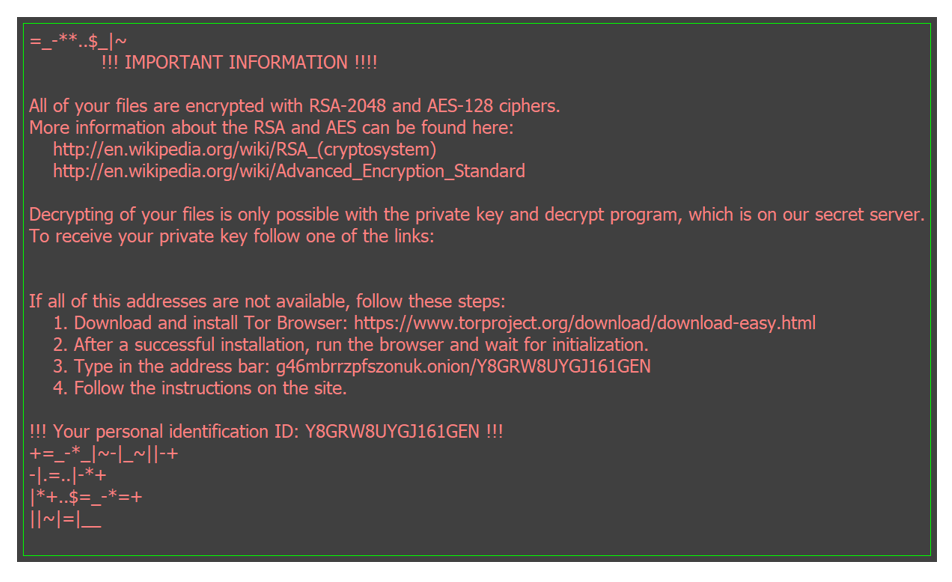 =_-**..$_|~
!!! IMPORTANT INFORMATION !!!!
All of your files are encrypted with RSA-2048 and AES-128 ciphers.
More information about the RSA and AES can be found here:
http://en.wikipedia.org/wiki/RSA_(cryptosystem)
http://en.wikipedia.org/wiki/Advanced_Encryption_Standard
Decrypting of your files is only possible with the private key and decrypt program, which is on our secret server.
To receive your private key follow one of the links:
If all of this addresses are not available, follow these steps:
1. Download and install Tor Browser: https://www.torproject.org/download/download-easy.html
2. After a successful installation, run the browser and wait for initialization.
3. Type in the address bar: g46mbrrzpfszonuk.onion/Y8GRW8UYGJ161GEN
4. Follow the instructions on the site.
!!! Your personal identification ID: Y8GRW8UYGJ161GEN !!!
+=_-*_|~-|_~||-+
-|.=..|-*+
|*+..$=_-*=+
||~|=|__